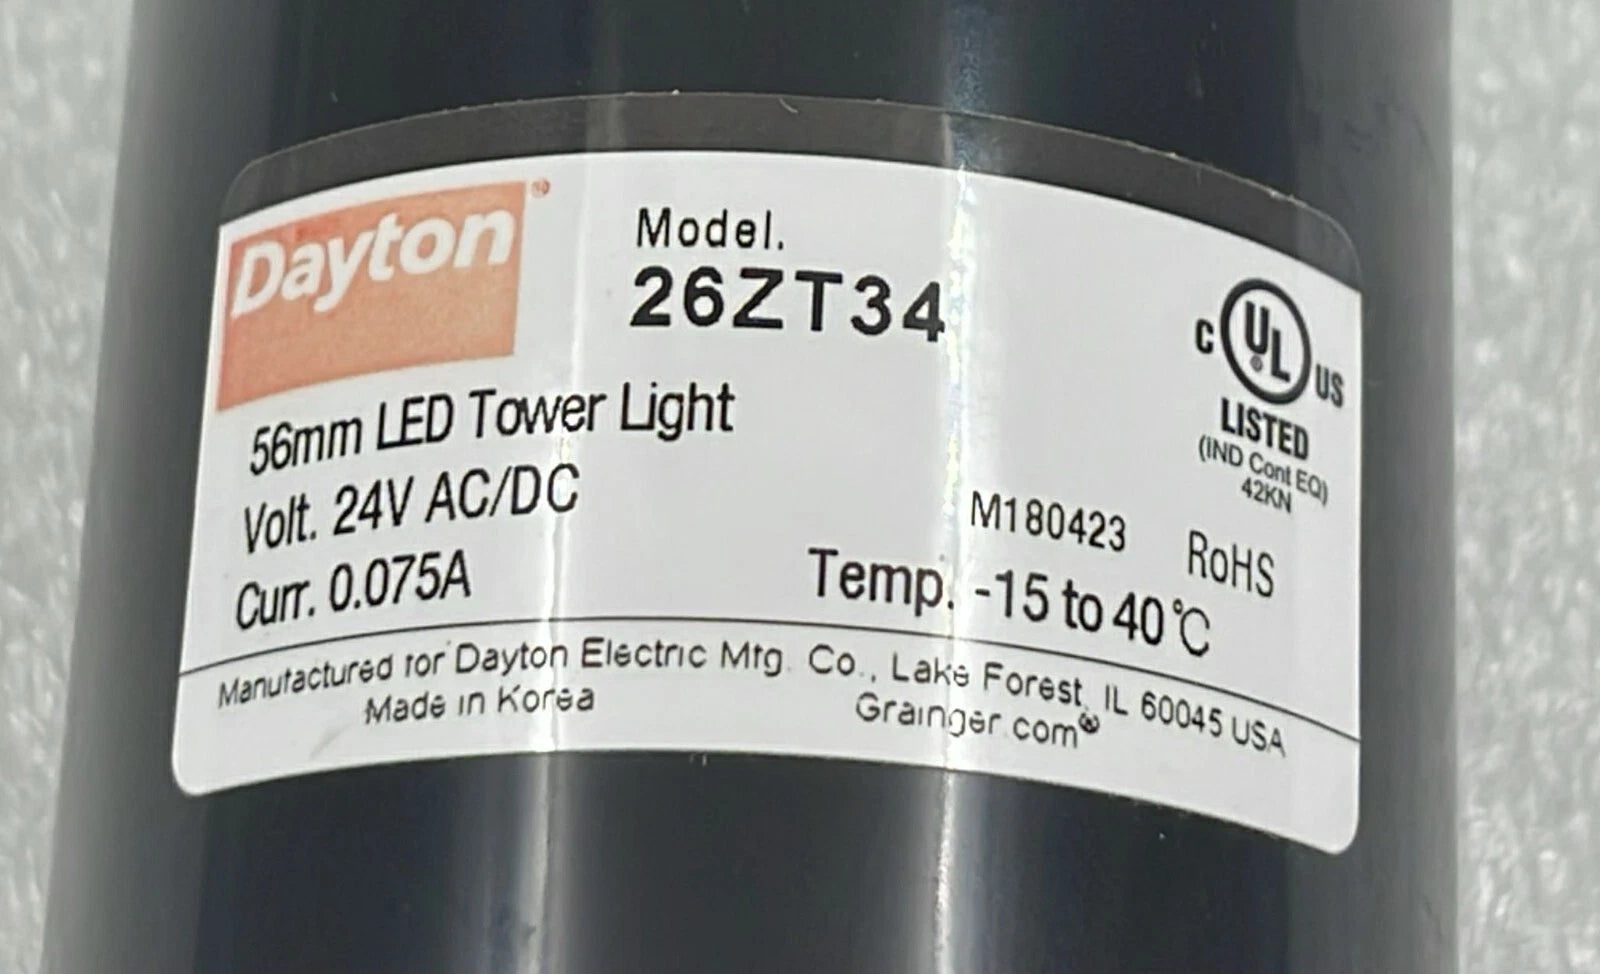 Dayton®
Model.
26ZT34
C UL® US
LISTED
(IND Cont EQ)
42KN
56mm LED Tower Light
Volt. 24V AC/DC
Curr. 0.075A
M180423
RoHS
Temp. -15 to 40℃
Manufactured for Dayton Electric Mfg. Co., Lake Forest, IL 60045 USA
Made in Korea
Grainger.com®